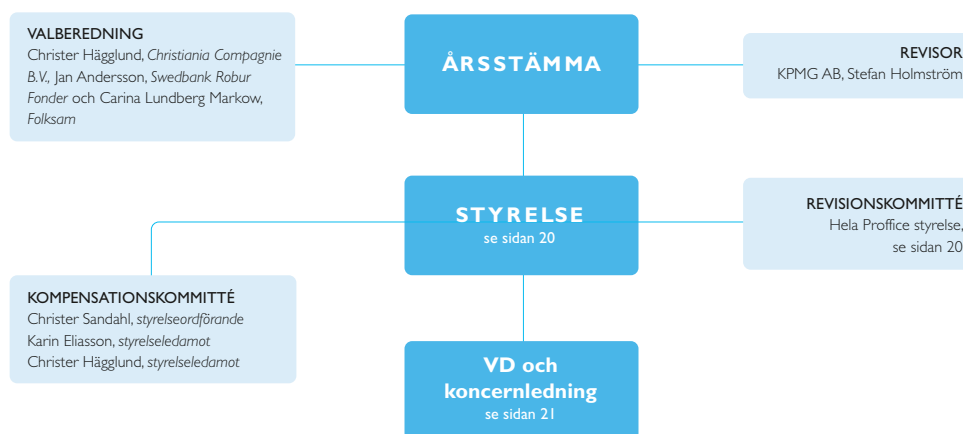 VALBEREDNING
Christer Hägglund, Christiania Compagnie
B.V., Jan Andersson, Swedbank Robur
Fonder och Carina Lundberg Markow,
Folksam
ÅRSSTÄMMA
REVISOR
KPMG AB, Stefan Holmström
STYRELSE
se sidan 20
REVISIONSKOMMITTÉ
Hela Proffice styrelse,
se sidan 20
KOMPENSATIONSKOMMITTÉ
Christer Sandahl, styrelseordförande
Karin Eliasson, styrelseledamot
Christer Hägglund, styrelseledamot
VD och
koncernledning
se sidan 21